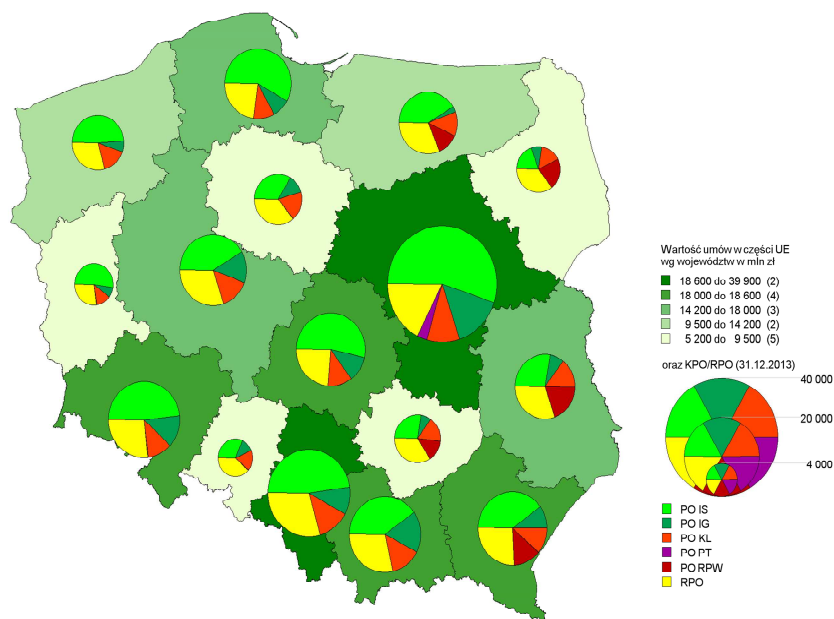 Wartość umów w części UE
wg województw w mln zł
18 600 do 39 900 (2)
18 000 do 18 600 (4)
14 200 do 18 000 (3)
9 500 do 14 200 (2)
5 200 do 9 500 (5)
oraz KPO/RPO (31.12.2013)
40 000
20 000
4 000
PO IS
PO IG
PO KL
PO PT
PO RPW
RPO